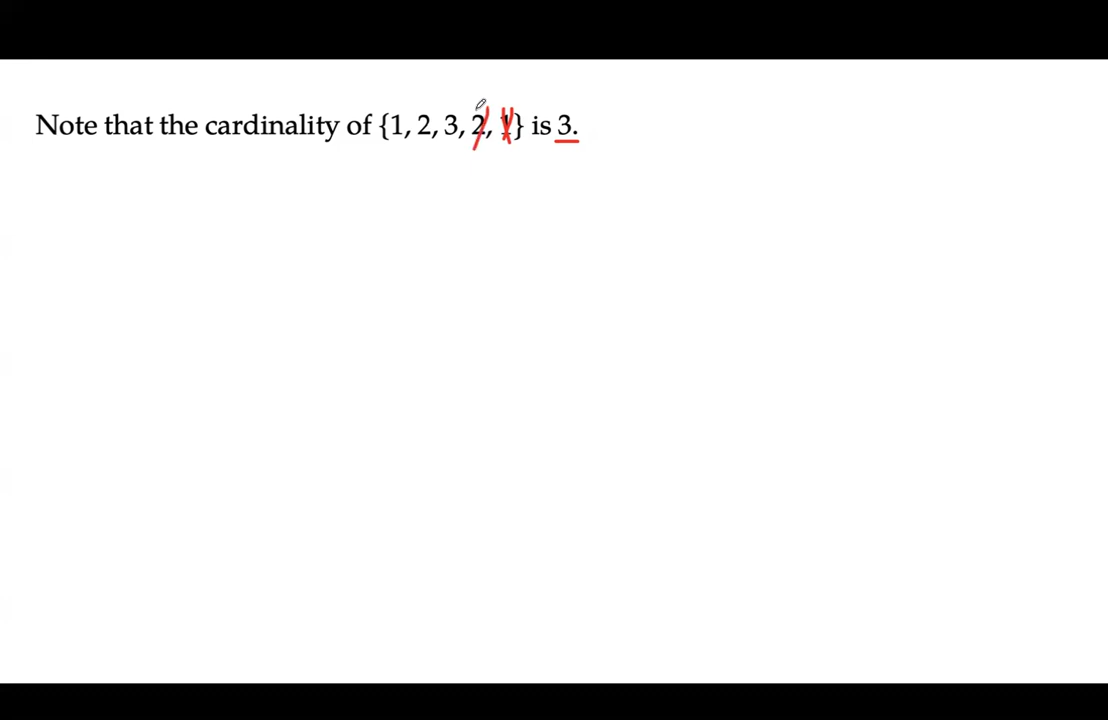 Note that the cardinality of {1, 2, 3, 2, 1} is 3.